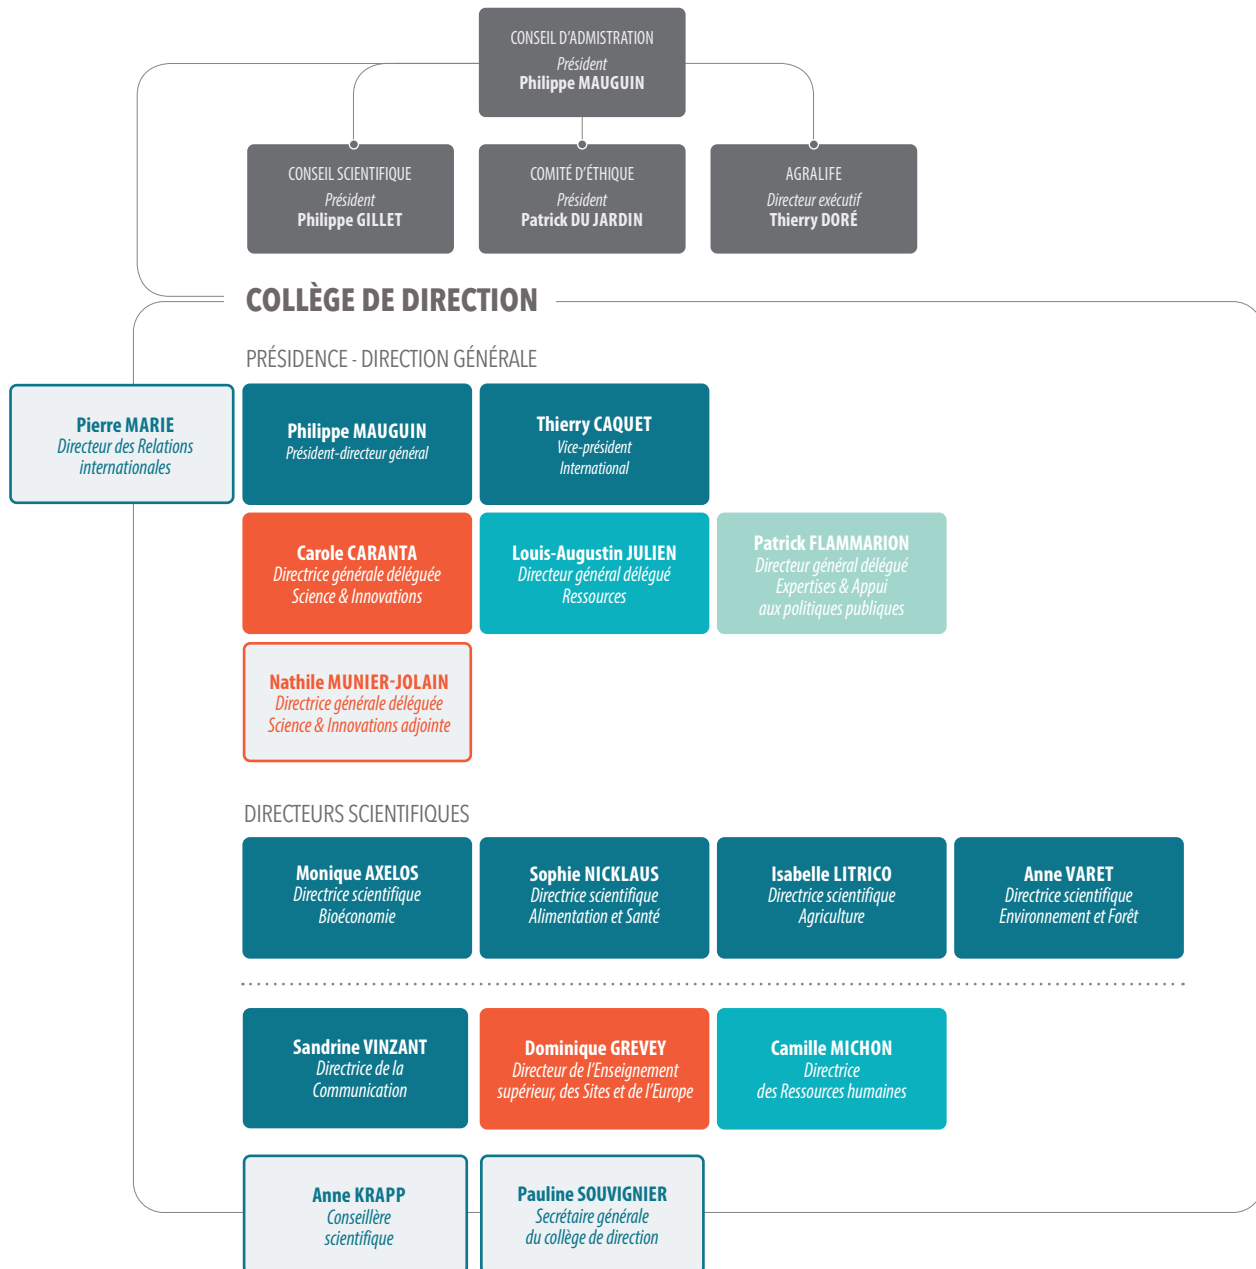 CONSEIL D'ADMISTRATION
Président
Philippe MAUGUIN
CONSEIL SCIENTIFIQUE
Président
Philippe GILLET
COMITÉ D'ÉTHIQUE
Président
Patrick DU JARDIN
AGRALIFE
Directeur exécutif
Thierry DORÉ
COLLÈGE DE DIRECTION
PRÉSIDENCE - DIRECTION GÉNÉRALE
Pierre MARIE
Directeur des Relations
internationales
Philippe MAUGUIN
Président-directeur général
Thierry CAQUET
Vice-président
International
Carole CARANTA
Directrice générale déléguée
Science & Innovations
Louis-Augustin JULIEN
Directeur général délégué
Ressources
Patrick FLAMMARION
Directeur général délégué
Expertises & Appui
aux politiques publiques
Nathile MUNIER-JOLAIN
Directrice générale déléguée
Science & Innovations adjointe
DIRECTEURS SCIENTIFIQUES
Monique AXELOS
Directrice scientifique
Bioéconomie
Sophie NICKLAUS
Directrice scientifique
Alimentation et Santé
Isabelle LITRICO
Directrice scientifique
Agriculture
Anne VARET
Directrice scientifique
Environnement et Forêt
Sandrine VINZANT
Directrice de la
Communication
Dominique GREVEY
Directeur de l'Enseignement
supérieur, des Sites et de l'Europe
Camille MICHON
Directrice
des Ressources humaines
Anne KRAPP
Conseillère
scientifique
Pauline SOUVIGNIER
Secrétaire générale
du collège de direction